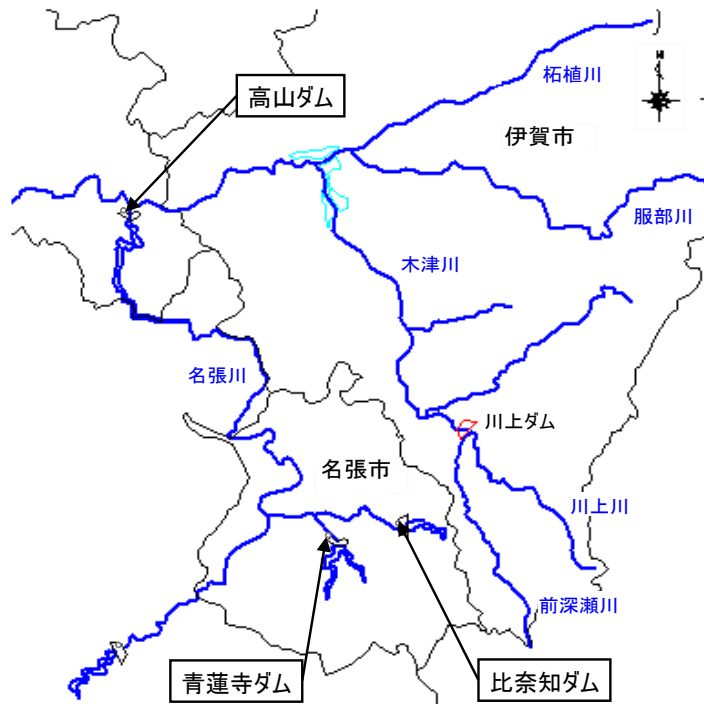 柘植川
高山ダム
伊賀市
服部川
木津川
名張川
川上ダム
名張市
川上川
前深瀬川
青蓮寺ダム
比奈知ダム